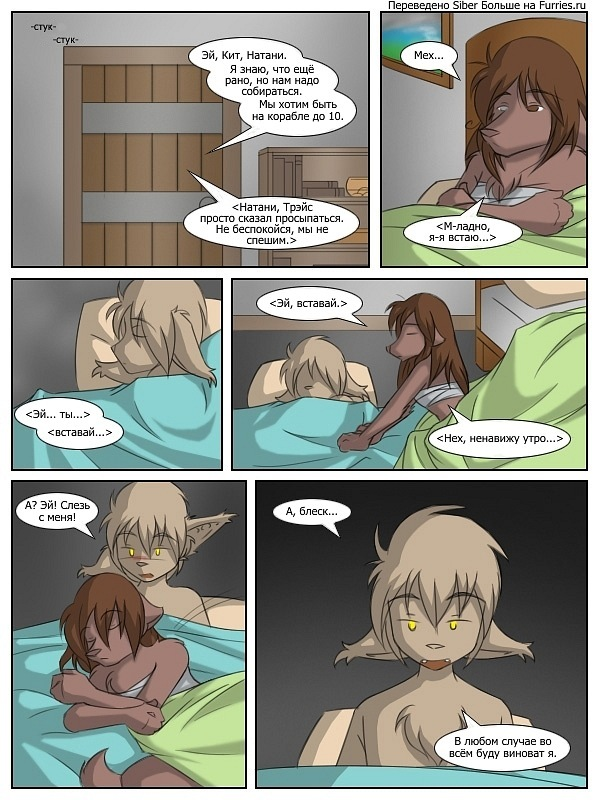 Переведено Siber Больше на Furries.ru
-стук-
-стук-
Эй, Кит, Натани.
Я знаю, что ещё
рано, но нам надо
собираться.
Мы хотим быть
на корабле до 10.
<Натани, Трэйс
просто сказал просыпаться.
Не беспокойся, мы не
спешим.>
Мех...
<М-ладно,
я-я встаю...>
<Эй... ты...>
<вставай...>
<Эй, вставай.>
<Нех, ненавижу утро...>
А? Эй! Слезь
с меня!
А, блеск...
В любом случае во
всём буду виноват я.